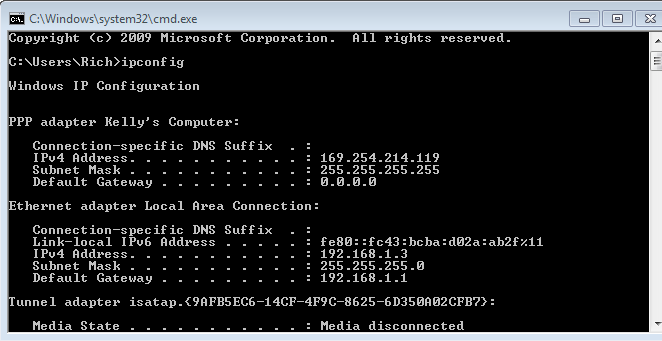 C:\Windows\system32\cmd.exe
Copyright (c) 2009 Microsoft Corporation.  All rights reserved.
C:\Users\Rich>ipconfig
Windows IP Configuration
PPP adapter Kelly's Computer:
   Connection-specific DNS Suffix  . :
   IPv4 Address. . . . . . . . . . . : 169.254.214.119
   Subnet Mask . . . . . . . . . . . : 255.255.255.255
   Default Gateway . . . . . . . . . : 0.0.0.0
Ethernet adapter Local Area Connection:
   Connection-specific DNS Suffix  . :
   Link-local IPv6 Address . . . . . : fe80::fc43:bcba:d02a:ab2f%11
   IPv4 Address. . . . . . . . . . . : 192.168.1.3
   Subnet Mask . . . . . . . . . . . : 255.255.255.0
   Default Gateway . . . . . . . . . : 192.168.1.1
Tunnel adapter isatap.{9AFB5EC6-14CF-4F9C-8625-6D350A02CFB7}:
   Media State . . . . . . . . . . . : Media disconnected